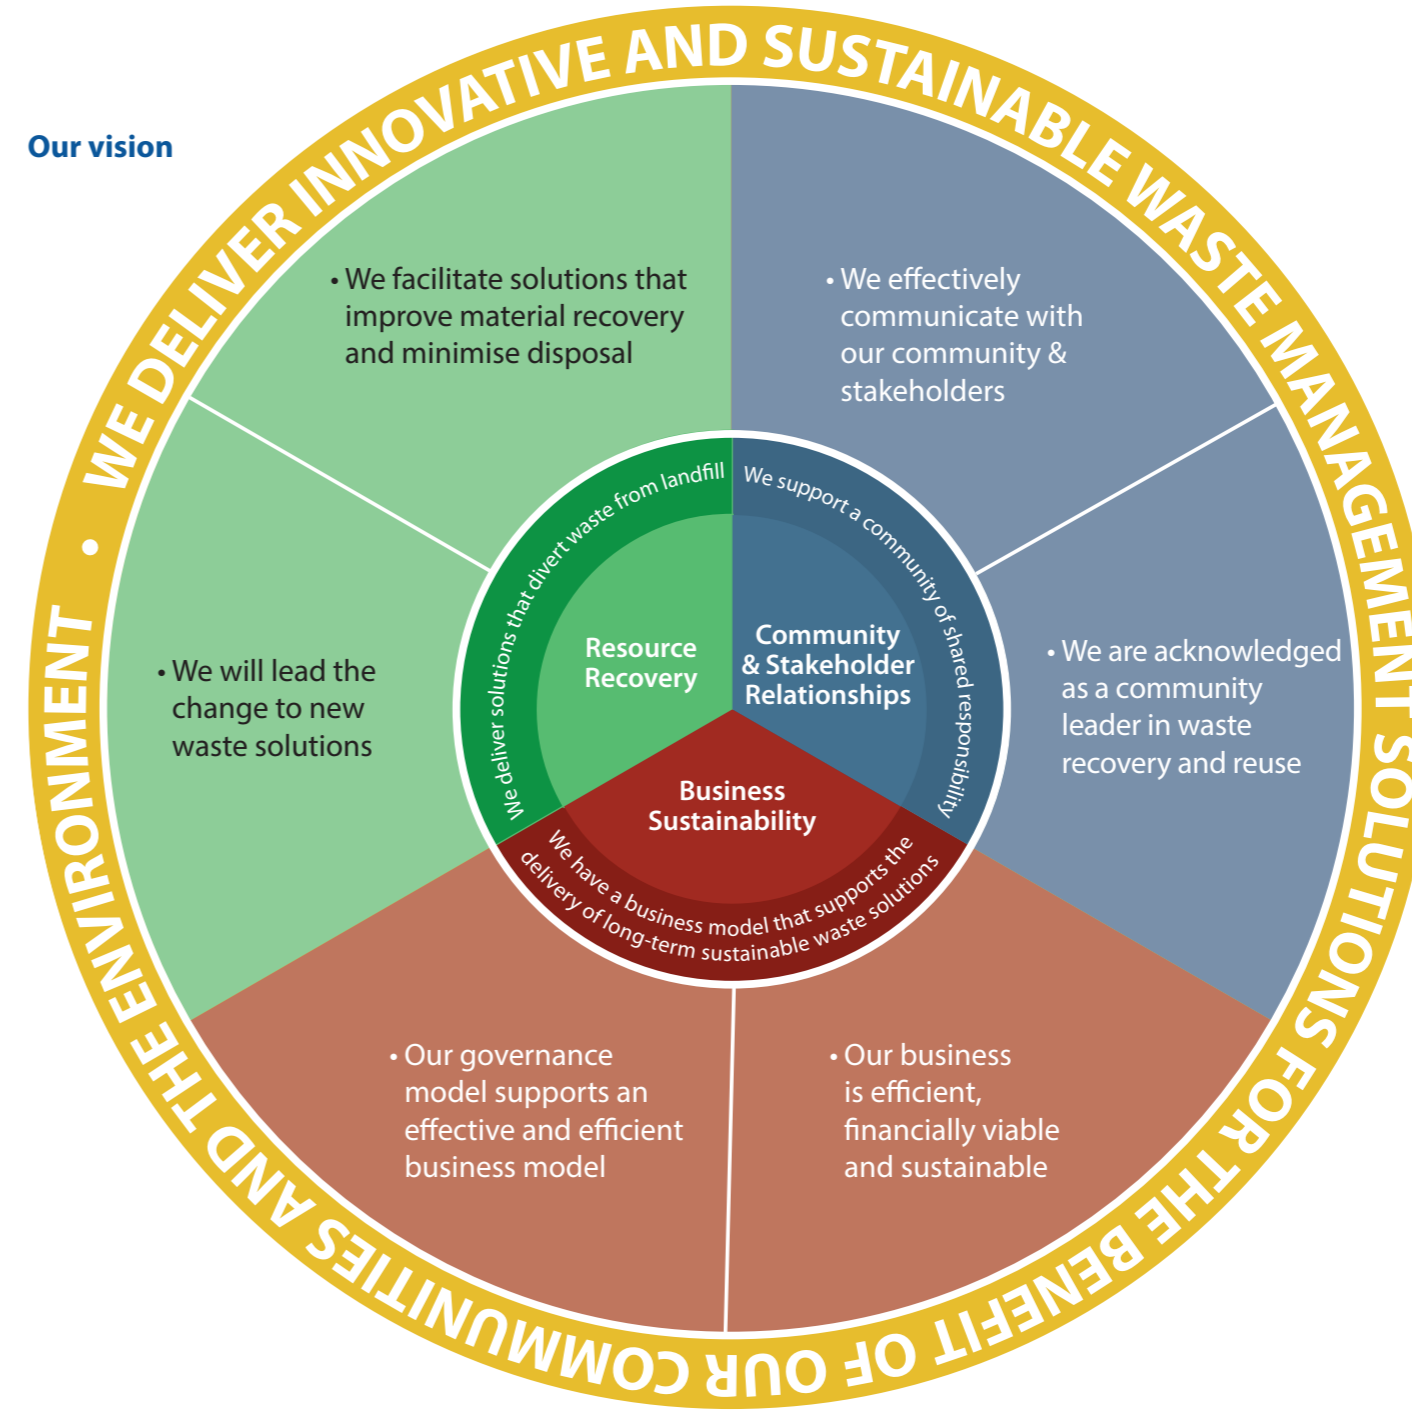 Our vision
WE DELIVER INNOVATIVE AND SUSTAINABLE WASTE MANAGEMENT SOLUTIONS FOR THE BENEFIT OF OUR COMMUNITIES AND THE ENVIRONMENT •
• We facilitate solutions that
improve material recovery
and minimise disposal
• We effectively
communicate with
our community &
stakeholders
• We will lead the
change to new
waste solutions
• We are acknowledged
as a community
leader in waste
recovery and reuse
We deliver solutions that divert waste from landfill
We support a community of shared responsibility
Resource
Recovery
Community
& Stakeholder
Relationships
Business
Sustainability
We have a business model that supports the
delivery of long-term sustainable waste solutions
• Our governance
model supports an
effective and efficient
business model
• Our business
is efficient,
financially viable
and sustainable